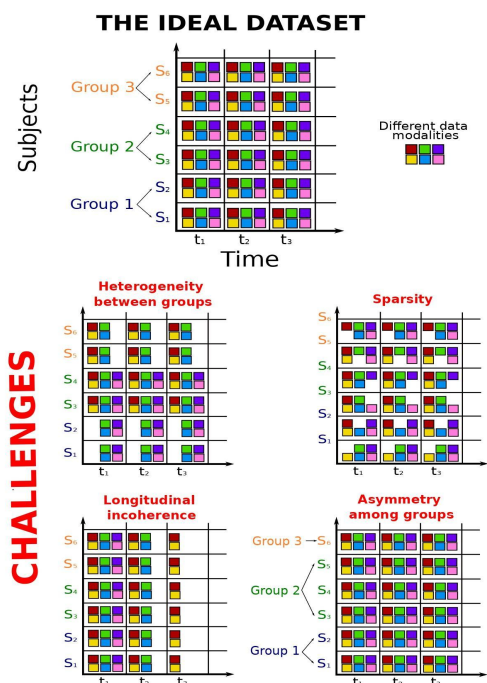 THE IDEAL DATASET
Subjects
Group 3
S₆
S₅
Group 2
S₄
S₃
Group 1
S₂
S₁
t₁ t₂ t₃
Time
Different data
modalities
CHALLENGES
Heterogeneity
between groups
S₆
S₅
S₄
S₃
S₂
S₁
t₁ t₂ t₃
Sparsity
S₆
S₅
S₄
S₃
S₂
S₁
t₁ t₂ t₃
Longitudinal
incoherence
S₆
S₅
S₄
S₃
S₂
S₁
Asymmetry
among groups
Group 3 S₆
S₅
Group 2 S₄
S₃
Group 1 S₂
S₁